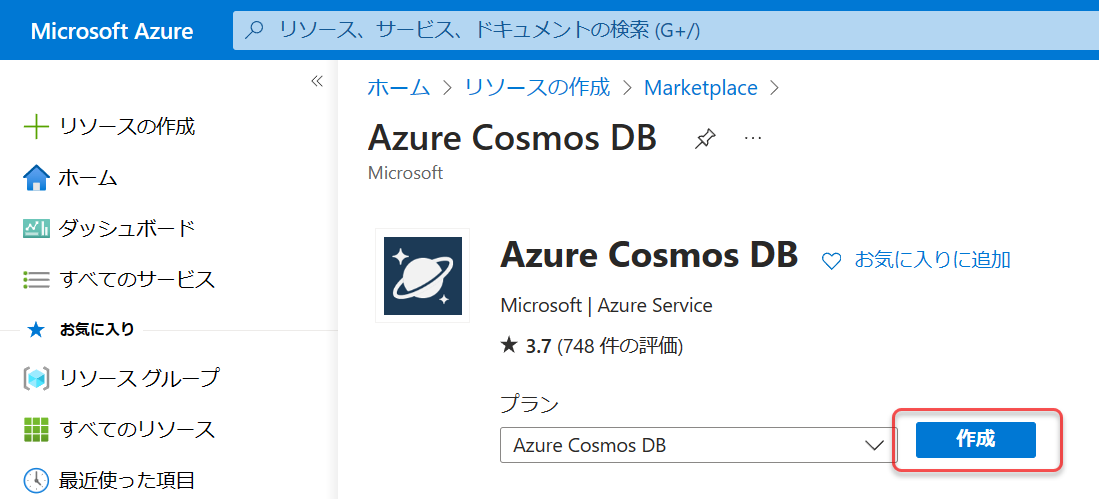 Microsoft Azure
リソース、サービス、ドキュメントの検索 (G+/)
«
リソースの作成
ホーム
ダッシュボード
すべてのサービス
お気に入り
リソース グループ
すべてのリソース
最近使った項目
ホーム > リソースの作成 > Marketplace >
Azure Cosmos DB ...
Microsoft
Azure Cosmos DB お気に入りに追加
Microsoft | Azure Service
★ 3.7 (748 件の評価)
プラン
Azure Cosmos DB 作成